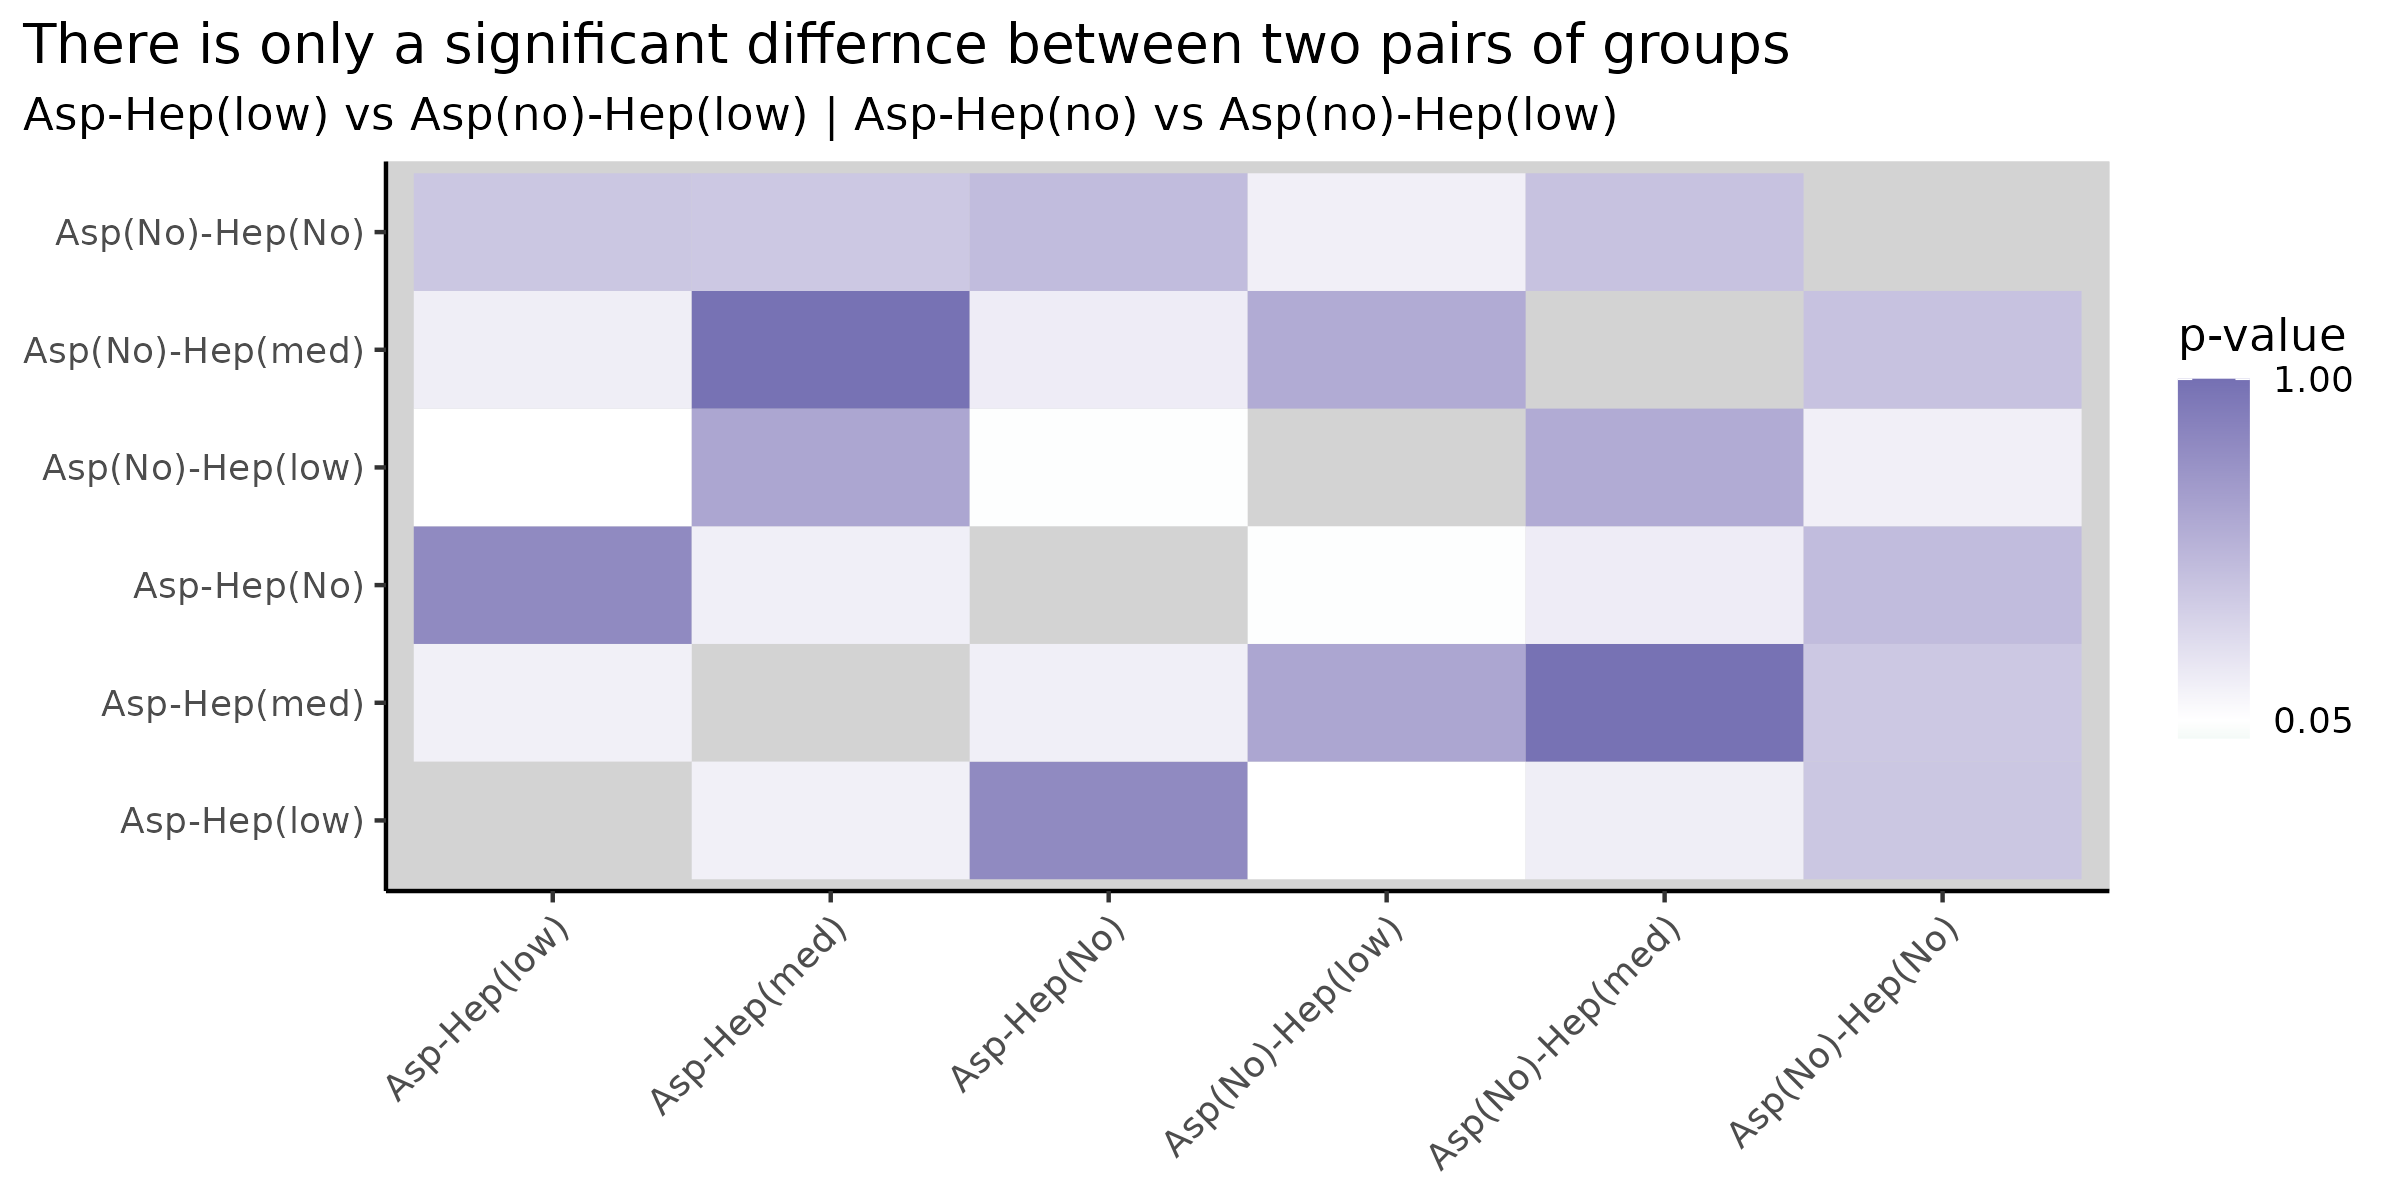 There is only a significant differnce between two pairs of groups
Asp-Hep(low) vs Asp(no)-Hep(low) | Asp-Hep(no) vs Asp(no)-Hep(low)
Asp(No)-Hep(No)
Asp(No)-Hep(med)
Asp(No)-Hep(low)
Asp-Hep(No)
Asp-Hep(med)
Asp-Hep(low)
p-value
1.00
0.05
Asp-Hep(low)
Asp-Hep(med)
Asp-Hep(No)
Asp(No)-Hep(low)
Asp(No)-Hep(med)
Asp(No)-Hep(No)